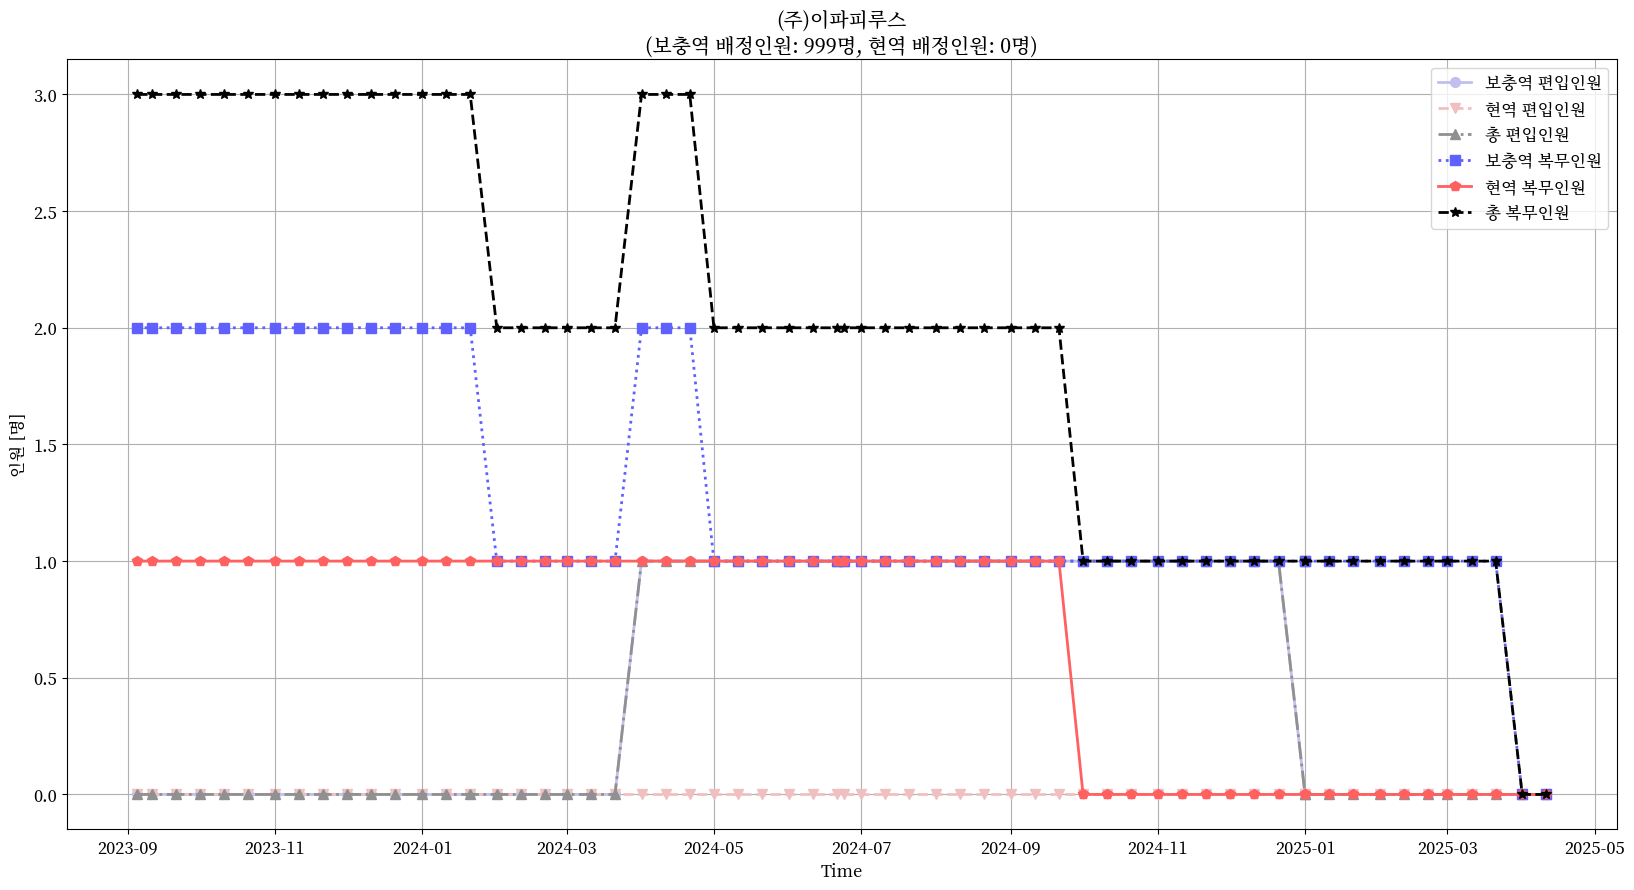 (주)이파피루스
(보충역 배정인원: 999명, 현역 배정인원: 0명)
보충역 편입인원
현역 편입인원
총 편입인원
보충역 복무인원
현역 복무인원
총 복무인원
인원 [명]
3.0
2.5
2.0
1.5
1.0
0.5
0.0
2023-09 2023-11 2024-01 2024-03 2024-05 2024-07 2024-09 2024-11 2025-01 2025-03 2025-05
Time